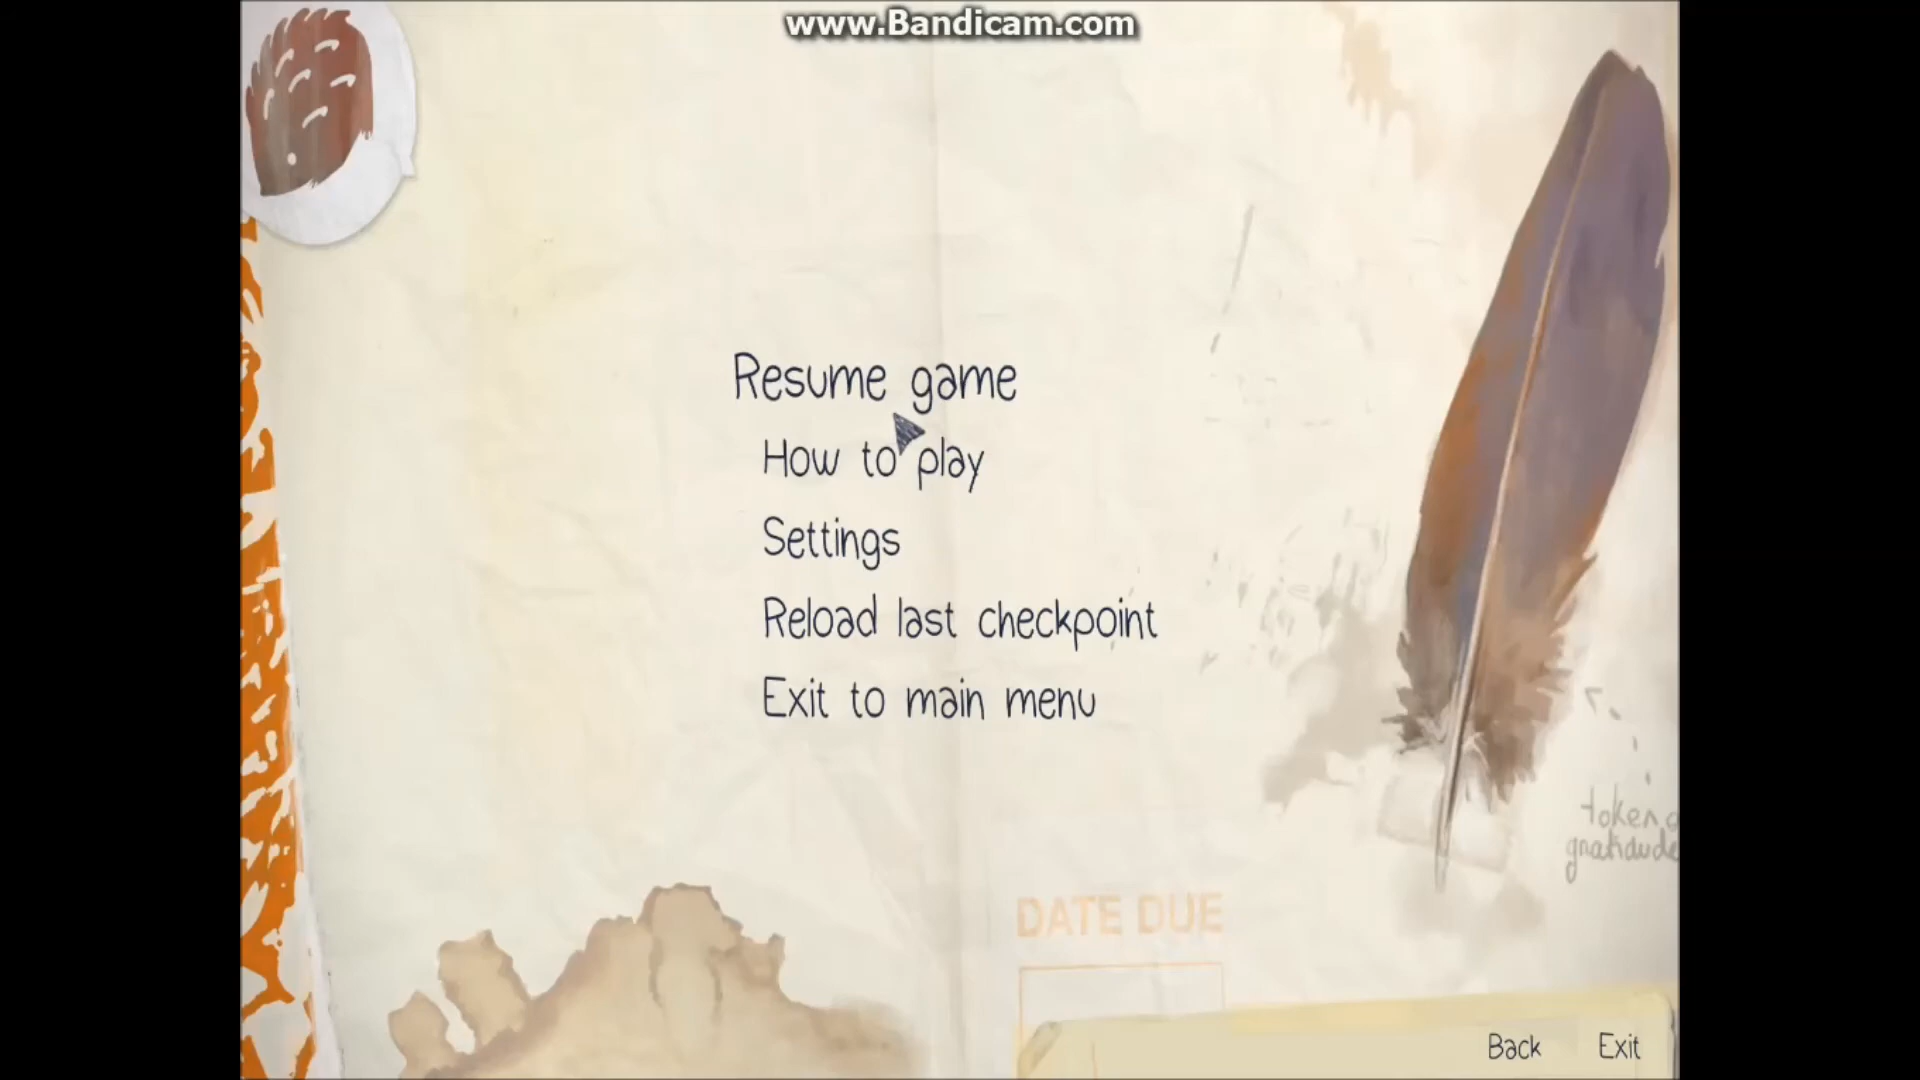 www.Bandicam.com
Resume game
How to play
Settings
Reload last checkpoint
Exit to main menu
token
DATE DUE
Back Exit